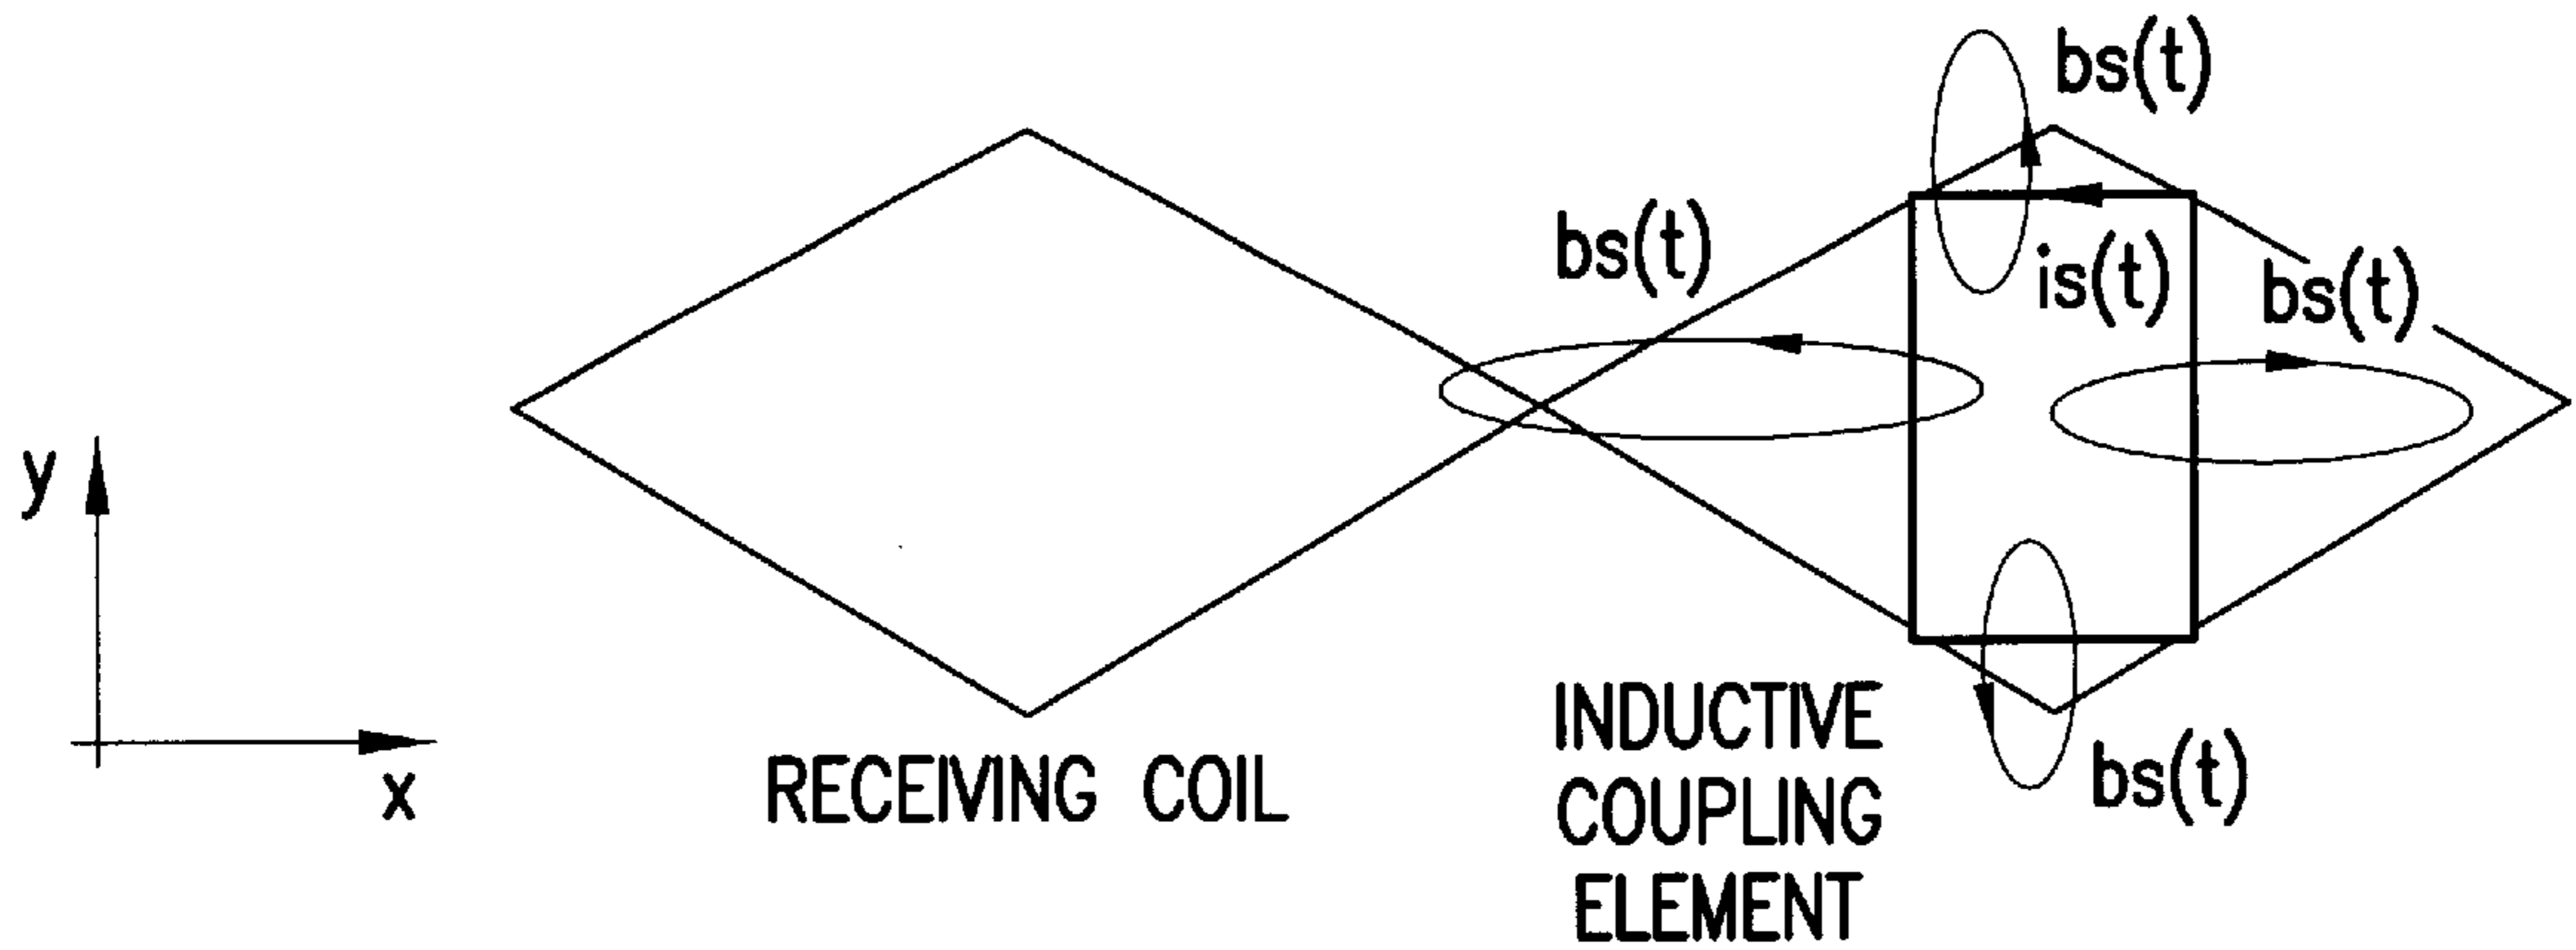 bs(t)
bs(t)
is(t)
bs(t)
y
x
RECEIVING COIL
INDUCTIVE
COUPLING
ELEMENT
bs(t)